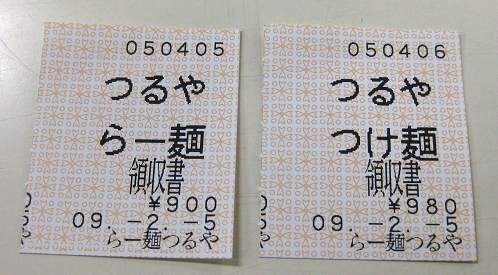 050405
つるや
らー麺
領収書
¥900
09.-2.-5
らー麺つるや
050406
つるや
つけ麺
領収書
¥980
09.-2.-5
らー麺つるや